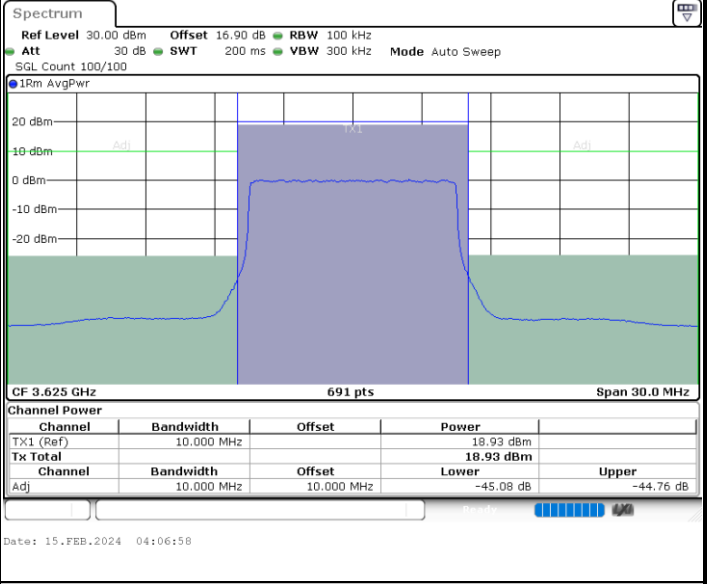 Spectrum
Ref Level 30.00 dBm Offset 16.90 dB RBW 100 kHz
Att 30 dB SWT 200 ms VBW 300 kHz Mode Auto Sweep
SGL Count 100/100
1Rm AvgPwr
20 dBm
TX1
10 dBm Adj Adj
0 dBm
-10 dBm
-20 dBm
CF 3.625 GHz 691 pts Span 30.0 MHz
Channel Power
Channel Bandwidth Offset Power
TX1 (Ref) 10.000 MHz 18.93 dBm
Tx Total 18.93 dBm
Channel Bandwidth Offset Lower Upper
Adj 10.000 MHz 10.000 MHz -45.08 dB -44.76 dB
Ready
Date: 15.FEB.2024 04:06:58